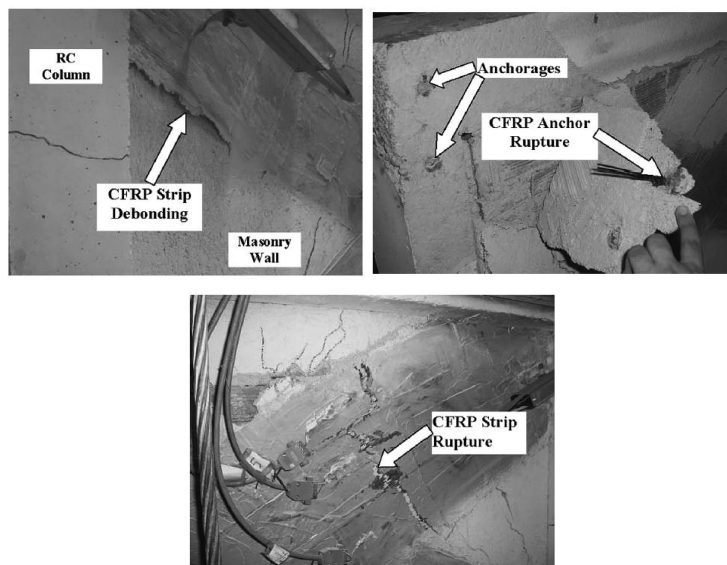 RC
Column
CFRP Strip
Debonding
Masonry
Wall
Anchorages
CFRP Anchor
Rupture
CFRP Strip
Rupture